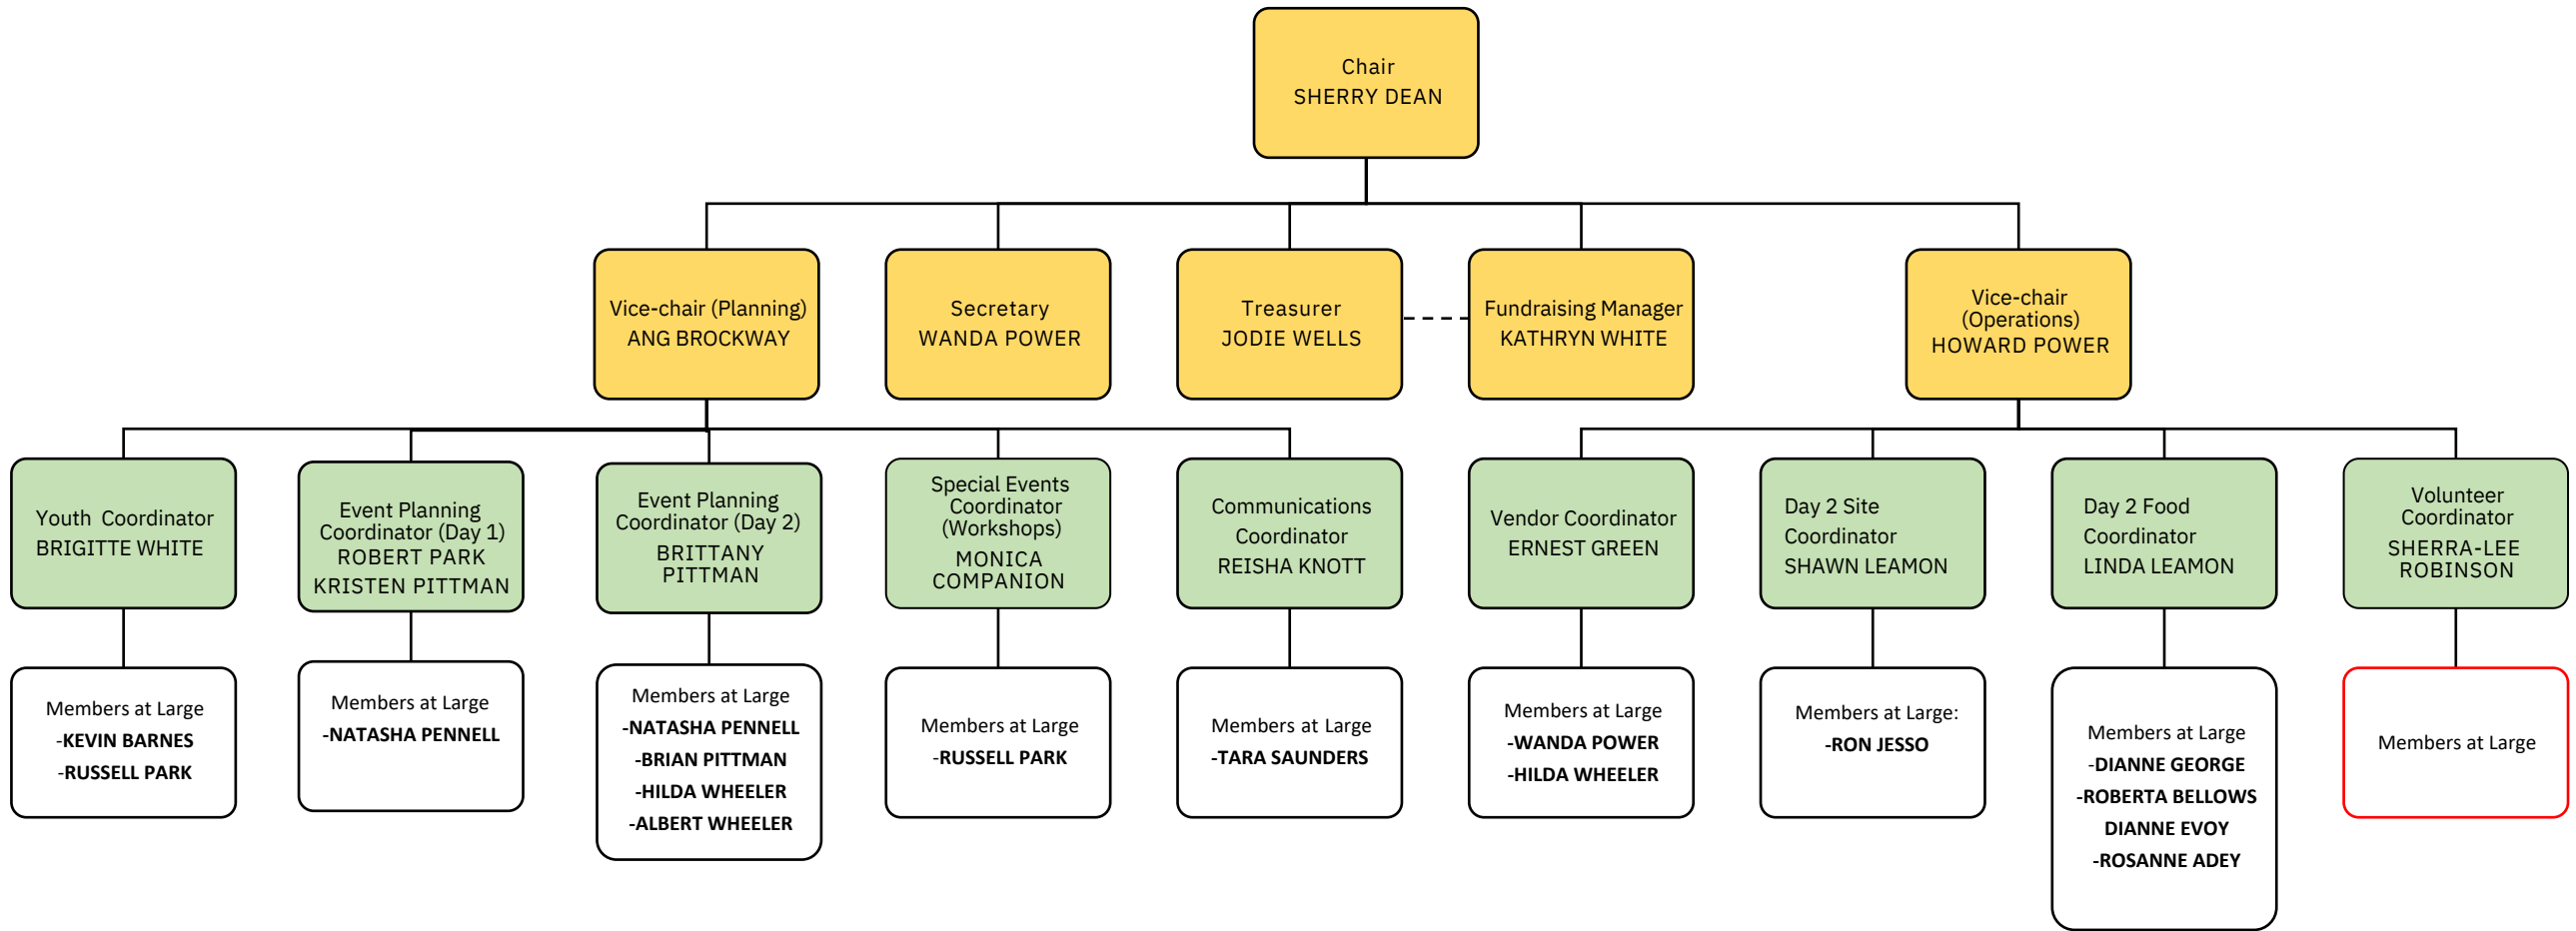 Chair
SHERRY DEAN
Vice-chair (Planning)
ANG BROCKWAY
Secretary
WANDA POWER
Treasurer
JODIE WELLS
Fundraising Manager
KATHRYN WHITE
Vice-chair
(Operations)
HOWARD POWER
Youth Coordinator
BRIGITTE WHITE
Event Planning
Coordinator (Day 1)
ROBERT PARK
KRISTEN PITTMAN
Event Planning
Coordinator (Day 2)
BRITTANY
PITTMAN
Special Events
Coordinator
(Workshops)
MONICA
COMPANION
Communications
Coordinator
REISHA KNOTT
Vendor Coordinator
ERNEST GREEN
Day 2 Site
Coordinator
SHAWN LEAMON
Day 2 Food
Coordinator
LINDA LEAMON
Volunteer
Coordinator
SHERRA-LEE
ROBINSON
Members at Large
-KEVIN BARNES
-RUSSELL PARK
Members at Large
-NATASHA PENNELL
Members at Large
-NATASHA PENNELL
-BRIAN PITTMAN
-HILDA WHEELER
-ALBERT WHEELER
Members at Large
-RUSSELL PARK
Members at Large
-TARA SAUNDERS
Members at Large
-WANDA POWER
-HILDA WHEELER
Members at Large:
-RON JESSO
Members at Large
-DIANNE GEORGE
-ROBERTA BELLOWS
DIANNE EVOY
-ROSANNE ADEY
Members at Large